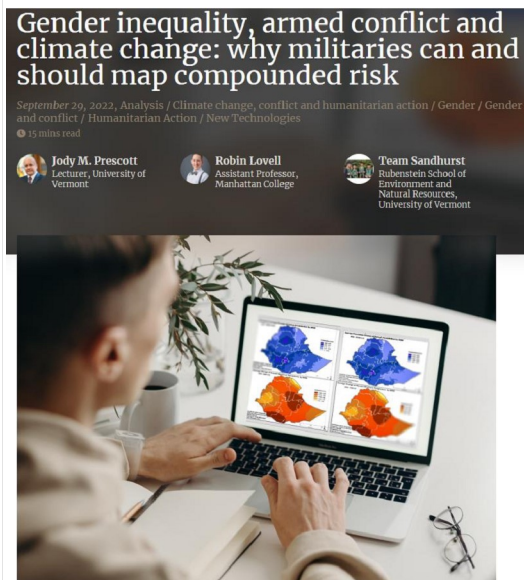 Gender inequality, armed conflict and
climate change: why militaries can and
should map compounded risk
September 29, 2022, Analysis / Climate change, conflict and humanitarian action / Gender / Gender
and conflict / Humanitarian Action / New Technologies
15 mins read
Jody M. Prescott
Lecturer, University of
Vermont
Robin Lovell
Assistant Professor,
Manhattan College
Team Sandhurst
Rubenstein School of
Environment and
Natural Resources,
University of Vermont